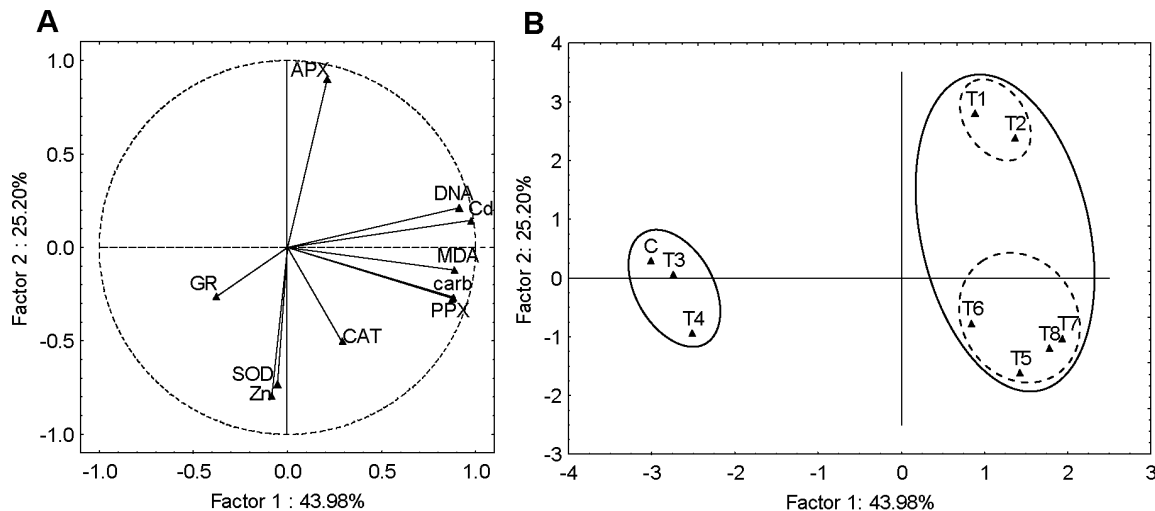 A
B
Factor 2 : 25.20%
1.0
0.5
0.0
-0.5
-1.0
APX
DNA
Cd
MDA
carb
PPX
CAT
GR
SOD
Zn
-1.0 -0.5 0.0 0.5 1.0
Factor 1 : 43.98%
Factor 2: 25.20%
4
3
2
1
0
-1
-2
-3
T1
T2
C
T3
T4
T6
T8
T7
T5
-4 -3 -2 -1 0 1 2 3
Factor 1: 43.98%